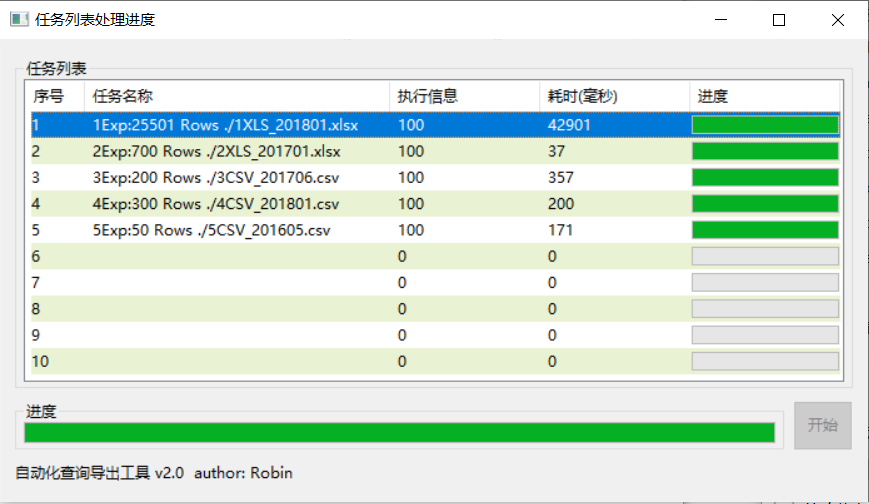 任务列表处理进度
任务列表
序号 任务名称 执行信息 耗时(毫秒) 进度
1 1Exp:25501 Rows ./1XLS_201801.xlsx 100 42901
2 2Exp:700 Rows ./2XLS_201701.xlsx 100 37
3 3Exp:200 Rows ./3CSV_201706.csv 100 357
4 4Exp:300 Rows ./4CSV_201801.csv 100 200
5 5Exp:50 Rows ./5CSV_201605.csv 100 171
6 0 0
7 0 0
8 0 0
9 0 0
10 0 0
进度
开始
自动化查询导出工具 v2.0 author: Robin